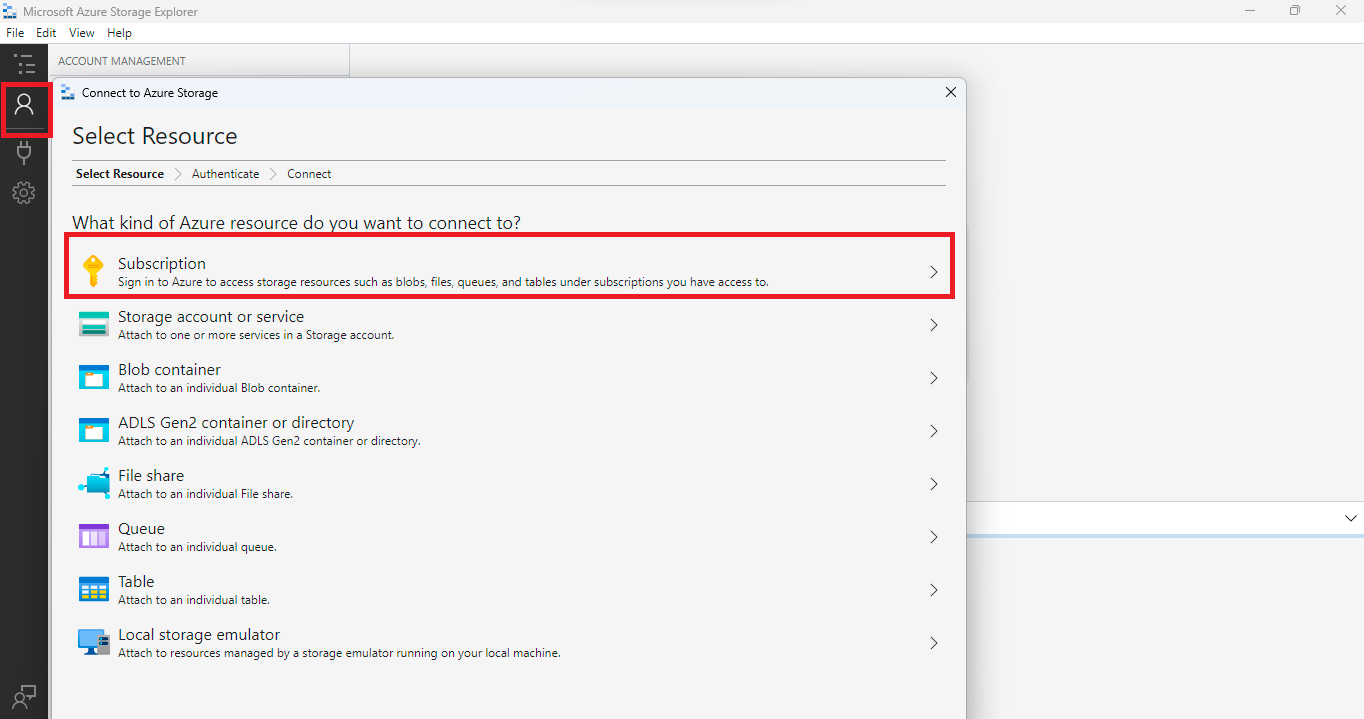 Microsoft Azure Storage Explorer
File Edit View Help
ACCOUNT MANAGEMENT
Connect to Azure Storage
Select Resource
Select Resource Authenticate Connect
What kind of Azure resource do you want to connect to?
Subscription
Sign in to Azure to access storage resources such as blobs, files, queues, and tables under subscriptions you have access to.
Storage account or service
Attach to one or more services in a Storage account.
Blob container
Attach to an individual Blob container.
ADLS Gen2 container or directory
Attach to an individual ADLS Gen2 container or directory.
File share
Attach to an individual File share.
Queue
Attach to an individual queue.
Table
Attach to an individual table.
Local storage emulator
Attach to resources managed by a storage emulator running on your local machine.